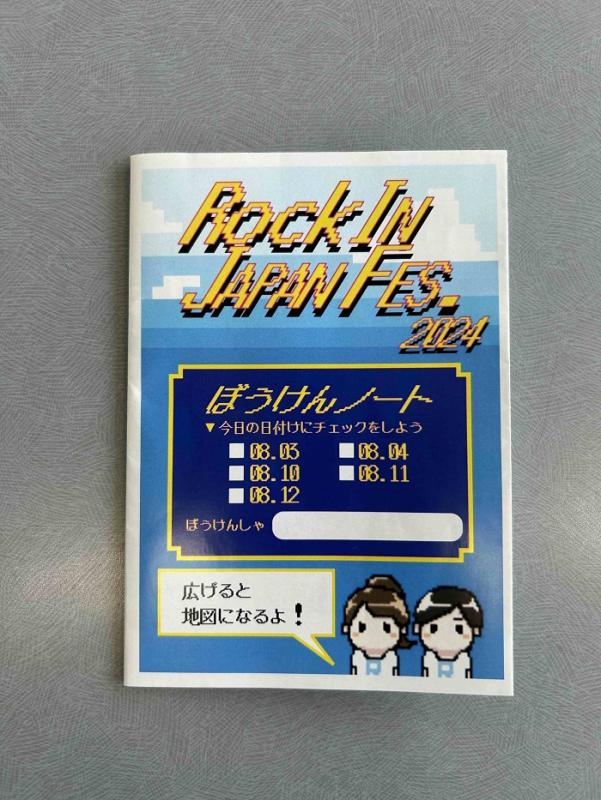 ROCK IN
JAPAN FES.
2024
ぼうけんノート
▼今日の日付けにチェックをしよう
08.03 08.04
08.10 08.11
08.12
ぼうけんしゃ
広げると
地図になるよ！
R R